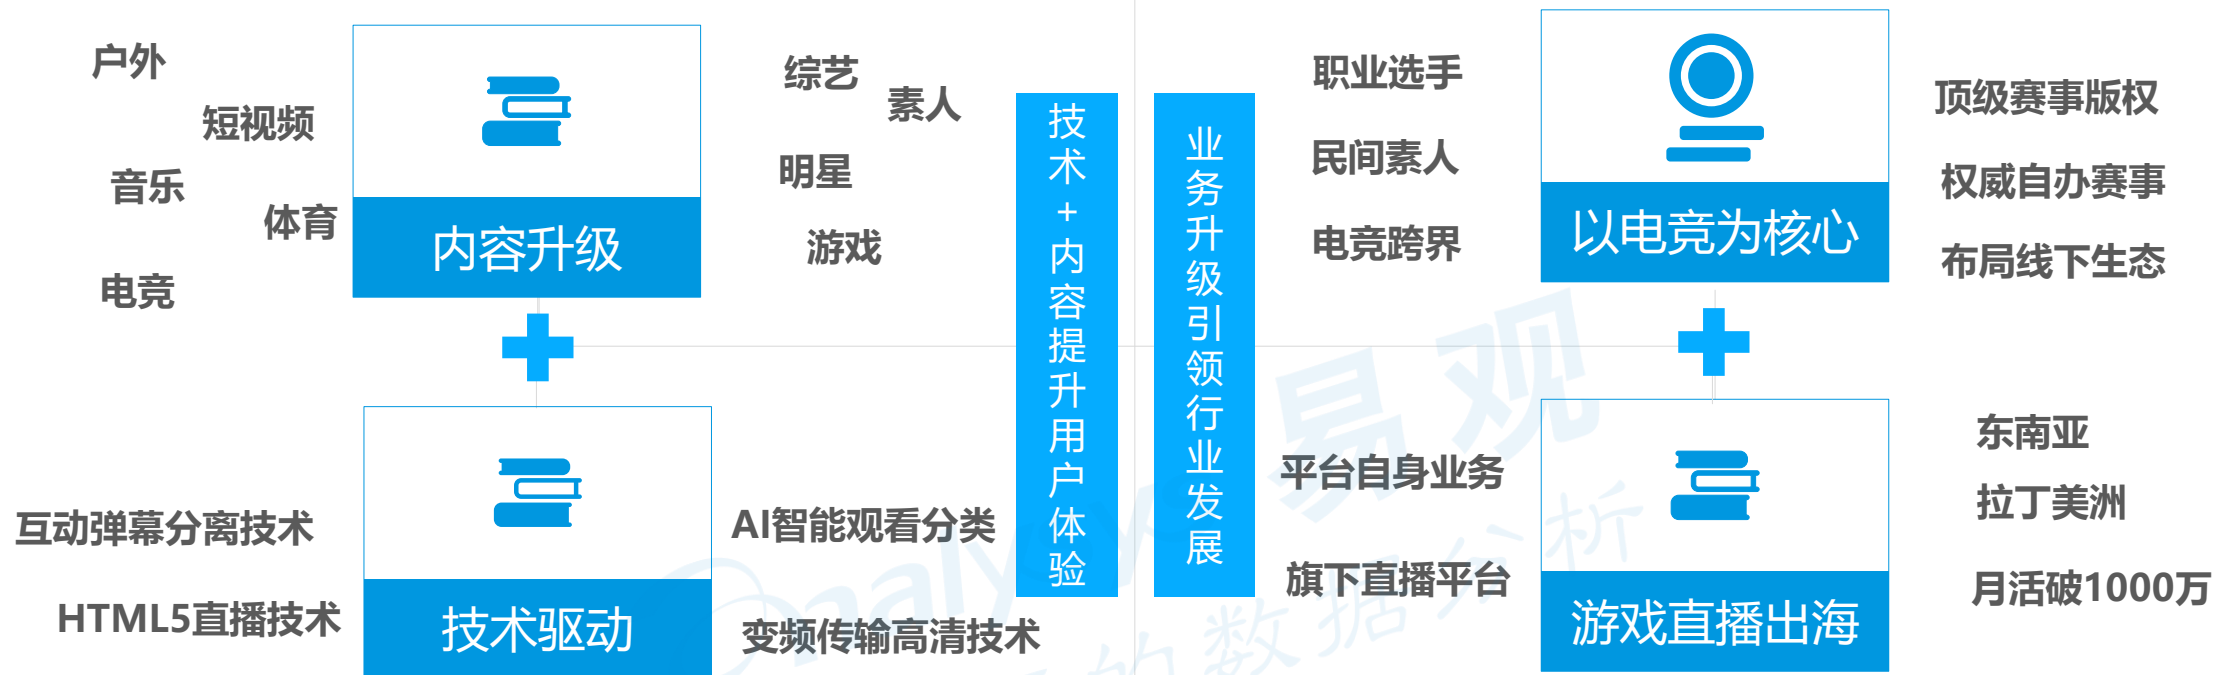 户外
短视频
音乐
体育
电竞
内容升级
综艺
素人
明星
游戏
互动弹幕分离技术
HTML5直播技术
技术驱动
AI智能观看分类
变频传输高清技术
技术+内容提升用户体验
业务升级引领行业发展
职业选手
民间素人
电竞跨界
以电竞为核心
顶级赛事版权
权威自办赛事
布局线下生态
平台自身业务
旗下直播平台
游戏直播出海
东南亚
拉丁美洲
月活破1000万
analysys 易观
的数据分析